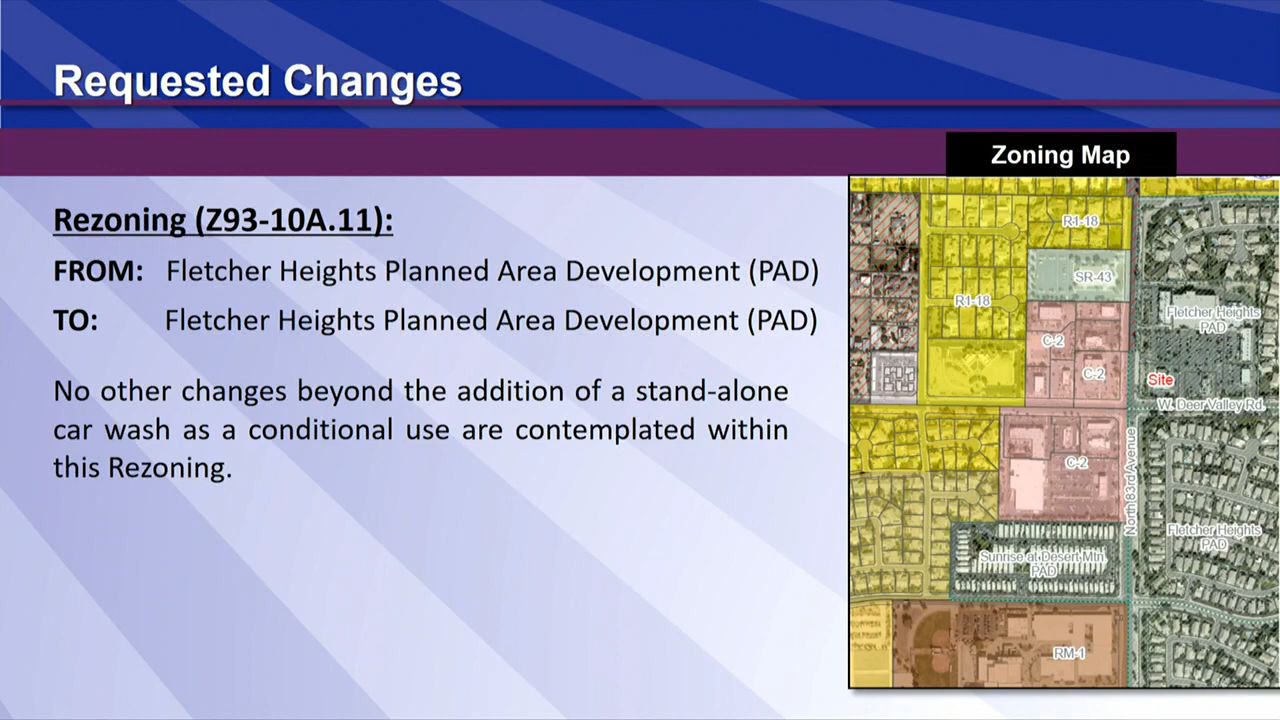 Requested Changes
Zoning Map
Rezoning (Z93-10A.11):
FROM: Fletcher Heights Planned Area Development (PAD)
TO: Fletcher Heights Planned Area Development (PAD)
No other changes beyond the addition of a stand-alone
car wash as a conditional use are contemplated within
this Rezoning.
R1-18
SR-43
R1-18
Fletcher Heights
PAD
C-2
C-2
Site
W. Deer Valley Rd.
North 83rd Avenue
C-2
Fletcher Heights
PAD
Sunrise at Desert Mtn.
PAD
RM-1